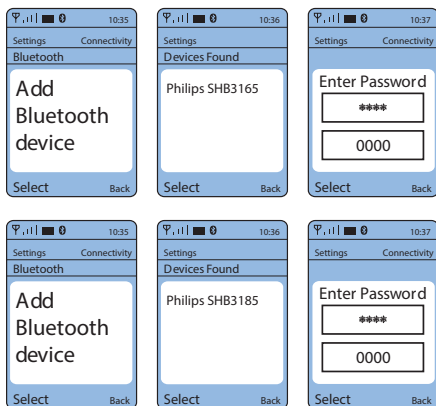 10:35
Settings Connectivity
Bluetooth
Add
Bluetooth
device
Select Back
10:36
Settings
Devices Found
Philips SHB3165
Select Back
10:37
Settings Connectivity
Enter Password
****
0000
Select Back
10:35
Settings Connectivity
Bluetooth
Add
Bluetooth
device
Select Back
10:36
Settings
Devices Found
Philips SHB3185
Select Back
10:37
Settings Connectivity
Enter Password
****
0000
Select Back